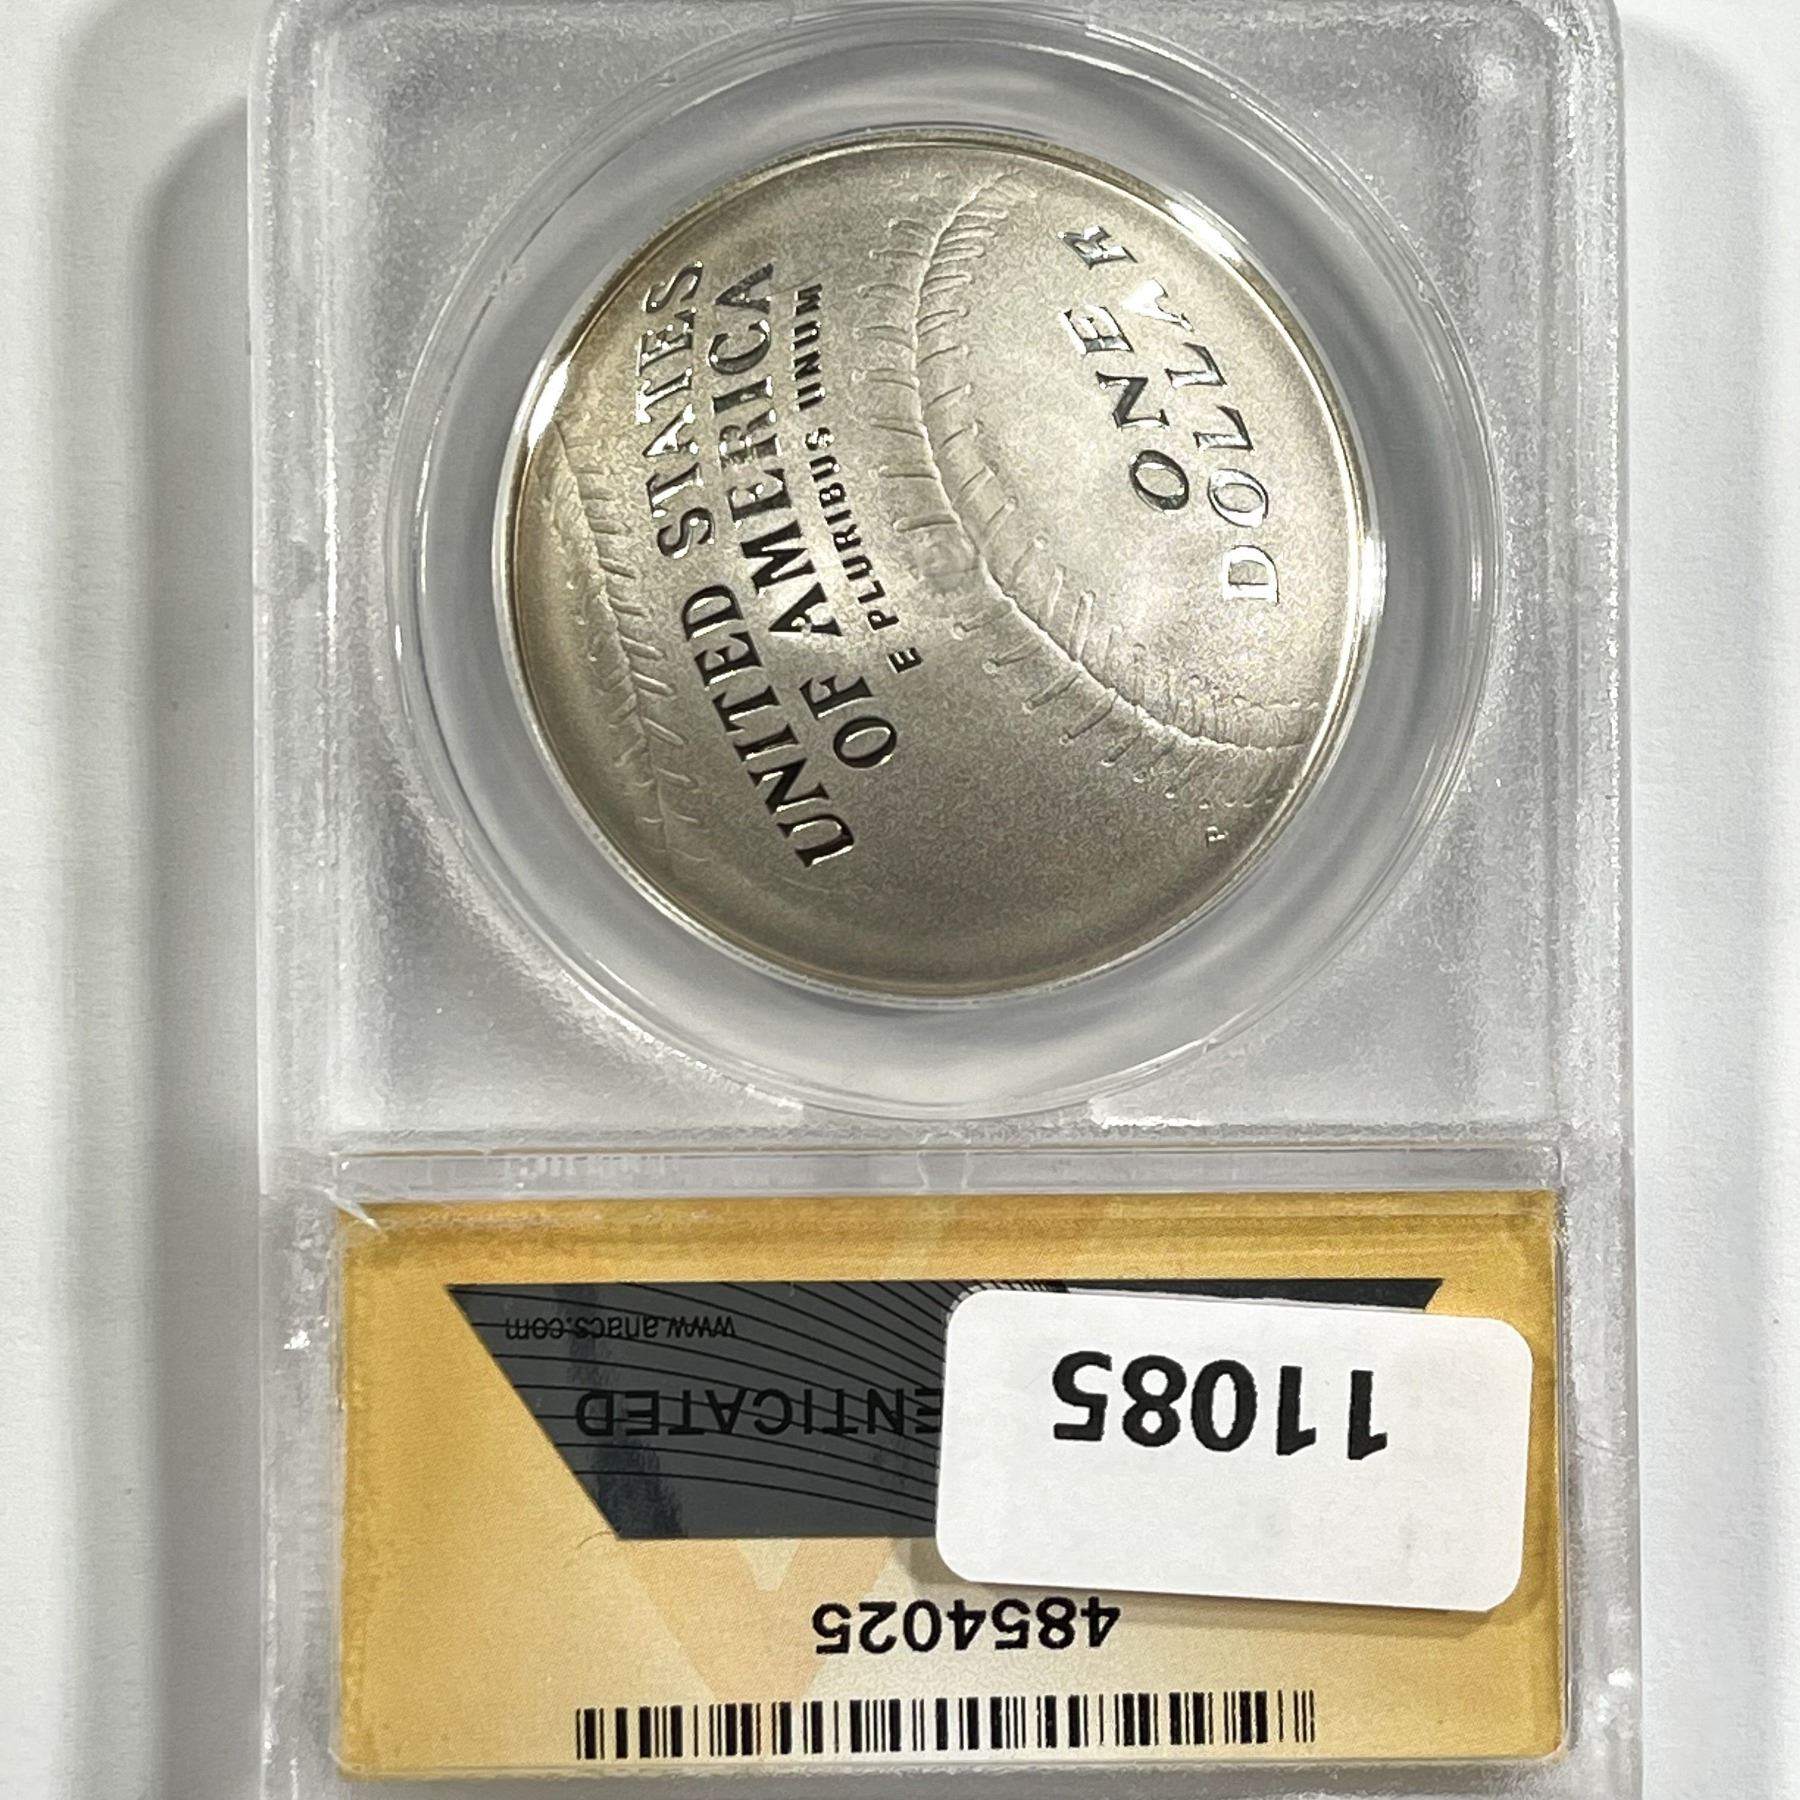 UNITED STATES
OF AMERICA
E PLURIBUS UNUM
ONE
DOLLAR
P
4854025
11085
ENTICATED
www.anacs.com